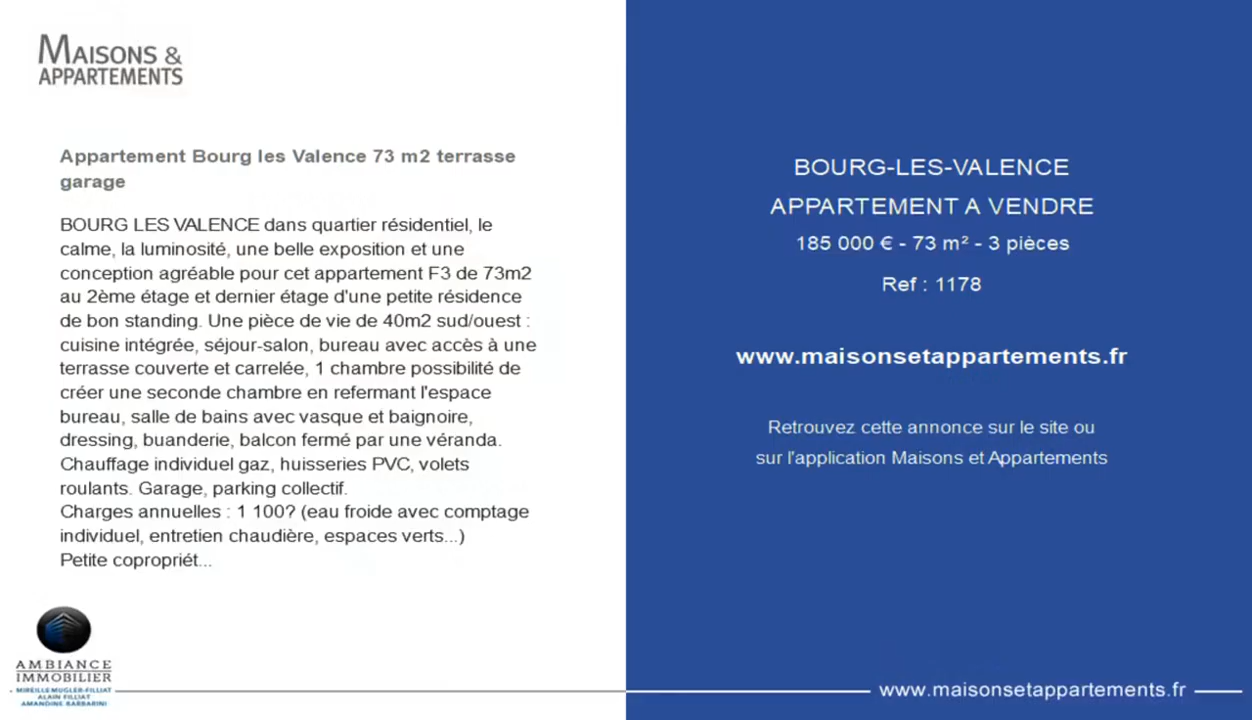 MAISONS &
APPARTEMENTS
Appartement Bourg les Valence 73 m2 terrasse
garage
BOURG LES VALENCE dans quartier résidentiel, le
calme, la luminosité, une belle exposition et une
conception agréable pour cet appartement F3 de 73m2
au 2ème étage et dernier étage d'une petite résidence
de bon standing. Une pièce de vie de 40m2 sud/ouest :
cuisine intégrée, séjour-salon, bureau avec accès à une
terrasse couverte et carrelée, 1 chambre possibilité de
créer une seconde chambre en refermant l'espace
bureau, salle de bains avec vasque et baignoire,
dressing, buanderie, balcon fermé par une véranda.
Chauffage individuel gaz, huisseries PVC, volets
roulants. Garage, parking collectif.
Charges annuelles : 1 100? (eau froide avec comptage
individuel, entretien chaudière, espaces verts...)
Petite copropriét...
AMBIANCE
IMMOBILIER
MIREILLE MUGLER-FILLIAT
ALAIN FILLIAT
AMANDINE BARBARINI
BOURG-LES-VALENCE
APPARTEMENT A VENDRE
185 000 € - 73 m² - 3 pièces
Ref : 1178
www.maisonsetappartements.fr
Retrouvez cette annonce sur le site ou
sur l'application Maisons et Appartements
www.maisonsetappartements.fr